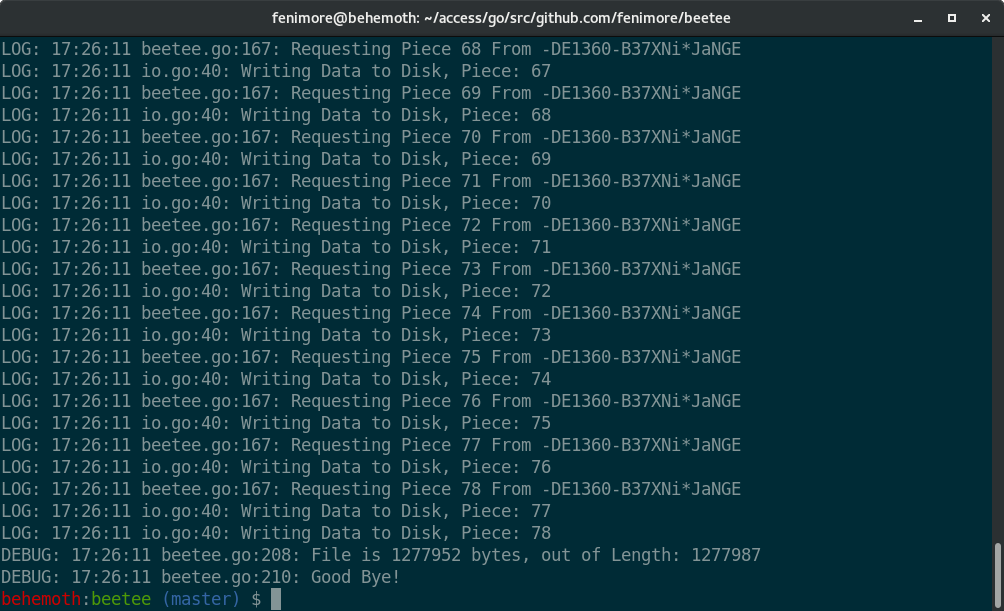 fenimore@behemoth: ~/access/go/src/github.com/fenimore/beetee
LOG: 17:26:11 beetee.go:167: Requesting Piece 68 From -DE1360-B37XNi*JaNGE
LOG: 17:26:11 io.go:40: Writing Data to Disk, Piece: 67
LOG: 17:26:11 beetee.go:167: Requesting Piece 69 From -DE1360-B37XNi*JaNGE
LOG: 17:26:11 io.go:40: Writing Data to Disk, Piece: 68
LOG: 17:26:11 beetee.go:167: Requesting Piece 70 From -DE1360-B37XNi*JaNGE
LOG: 17:26:11 io.go:40: Writing Data to Disk, Piece: 69
LOG: 17:26:11 beetee.go:167: Requesting Piece 71 From -DE1360-B37XNi*JaNGE
LOG: 17:26:11 io.go:40: Writing Data to Disk, Piece: 70
LOG: 17:26:11 beetee.go:167: Requesting Piece 72 From -DE1360-B37XNi*JaNGE
LOG: 17:26:11 io.go:40: Writing Data to Disk, Piece: 71
LOG: 17:26:11 beetee.go:167: Requesting Piece 73 From -DE1360-B37XNi*JaNGE
LOG: 17:26:11 io.go:40: Writing Data to Disk, Piece: 72
LOG: 17:26:11 beetee.go:167: Requesting Piece 74 From -DE1360-B37XNi*JaNGE
LOG: 17:26:11 io.go:40: Writing Data to Disk, Piece: 73
LOG: 17:26:11 beetee.go:167: Requesting Piece 75 From -DE1360-B37XNi*JaNGE
LOG: 17:26:11 io.go:40: Writing Data to Disk, Piece: 74
LOG: 17:26:11 beetee.go:167: Requesting Piece 76 From -DE1360-B37XNi*JaNGE
LOG: 17:26:11 io.go:40: Writing Data to Disk, Piece: 75
LOG: 17:26:11 beetee.go:167: Requesting Piece 77 From -DE1360-B37XNi*JaNGE
LOG: 17:26:11 io.go:40: Writing Data to Disk, Piece: 76
LOG: 17:26:11 beetee.go:167: Requesting Piece 78 From -DE1360-B37XNi*JaNGE
LOG: 17:26:11 io.go:40: Writing Data to Disk, Piece: 77
LOG: 17:26:11 io.go:40: Writing Data to Disk, Piece: 78
DEBUG: 17:26:11 beetee.go:208: File is 1277952 bytes, out of Length: 1277987
DEBUG: 17:26:11 beetee.go:210: Good Bye!
behemoth:beetee (master) $